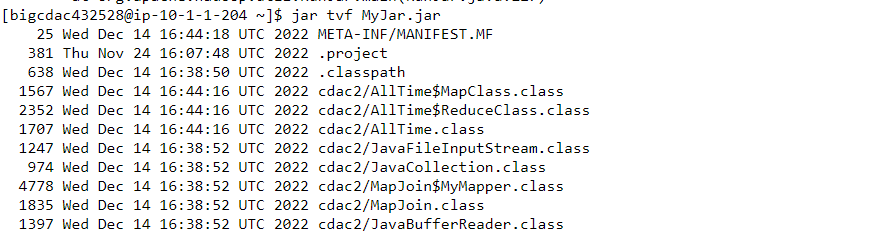 [bigcdac432528@ip-10-1-1-204 ~]$ jar tvf MyJar.jar
25 Wed Dec 14 16:44:18 UTC 2022 META-INF/MANIFEST.MF
381 Thu Nov 24 16:07:48 UTC 2022 .project
638 Wed Dec 14 16:38:50 UTC 2022 .classpath
1567 Wed Dec 14 16:44:16 UTC 2022 cdac2/AllTime$MapClass.class
2352 Wed Dec 14 16:44:16 UTC 2022 cdac2/AllTime$ReduceClass.class
1707 Wed Dec 14 16:44:16 UTC 2022 cdac2/AllTime.class
1247 Wed Dec 14 16:38:52 UTC 2022 cdac2/JavaFileInputStream.class
974 Wed Dec 14 16:38:52 UTC 2022 cdac2/JavaCollection.class
4778 Wed Dec 14 16:38:52 UTC 2022 cdac2/MapJoin$MyMapper.class
1835 Wed Dec 14 16:38:52 UTC 2022 cdac2/MapJoin.class
1397 Wed Dec 14 16:38:52 UTC 2022 cdac2/JavaBufferReader.class